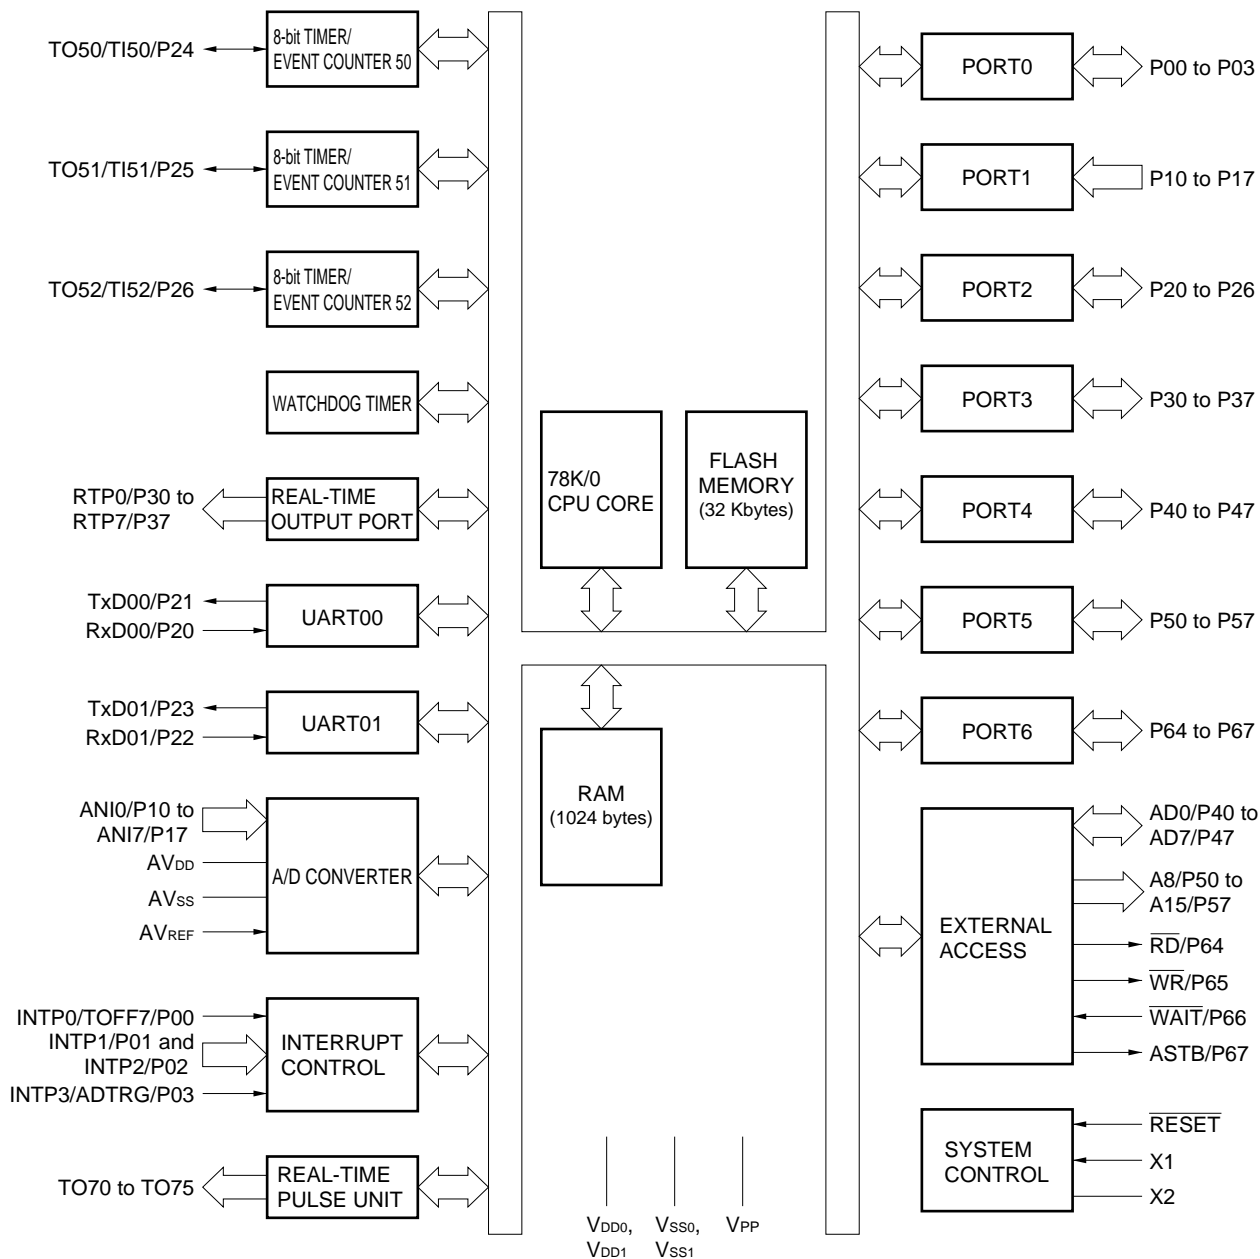 TO50/TI50/P24
8-bit TIMER/
EVENT COUNTER 50
TO51/TI51/P25
8-bit TIMER/
EVENT COUNTER 51
TO52/TI52/P26
8-bit TIMER/
EVENT COUNTER 52
WATCHDOG TIMER
RTP0/P30 to
RTP7/P37
REAL-TIME
OUTPUT PORT
TxD00/P21
RxD00/P20
UART00
TxD01/P23
RxD01/P22
UART01
ANI0/P10 to
ANI7/P17
AVDD
AVSS
AVREF
A/D CONVERTER
INTP0/TOFF7/P00
INTP1/P01 and
INTP2/P02
INTP3/ADTRG/P03
INTERRUPT
CONTROL
TO70 to TO75
REAL-TIME
PULSE UNIT
78K/0
CPU CORE
FLASH
MEMORY
(32 Kbytes)
RAM
(1024 bytes)
VDD0,
VDD1
VSS0,
VSS1
VPP
PORT0
P00 to P03
PORT1
P10 to P17
PORT2
P20 to P26
PORT3
P30 to P37
PORT4
P40 to P47
PORT5
P50 to P57
PORT6
P64 to P67
EXTERNAL
ACCESS
AD0/P40 to
AD7/P47
A8/P50 to
A15/P57
RD/P64
WR/P65
WAIT/P66
ASTB/P67
SYSTEM
CONTROL
RESET
X1
X2